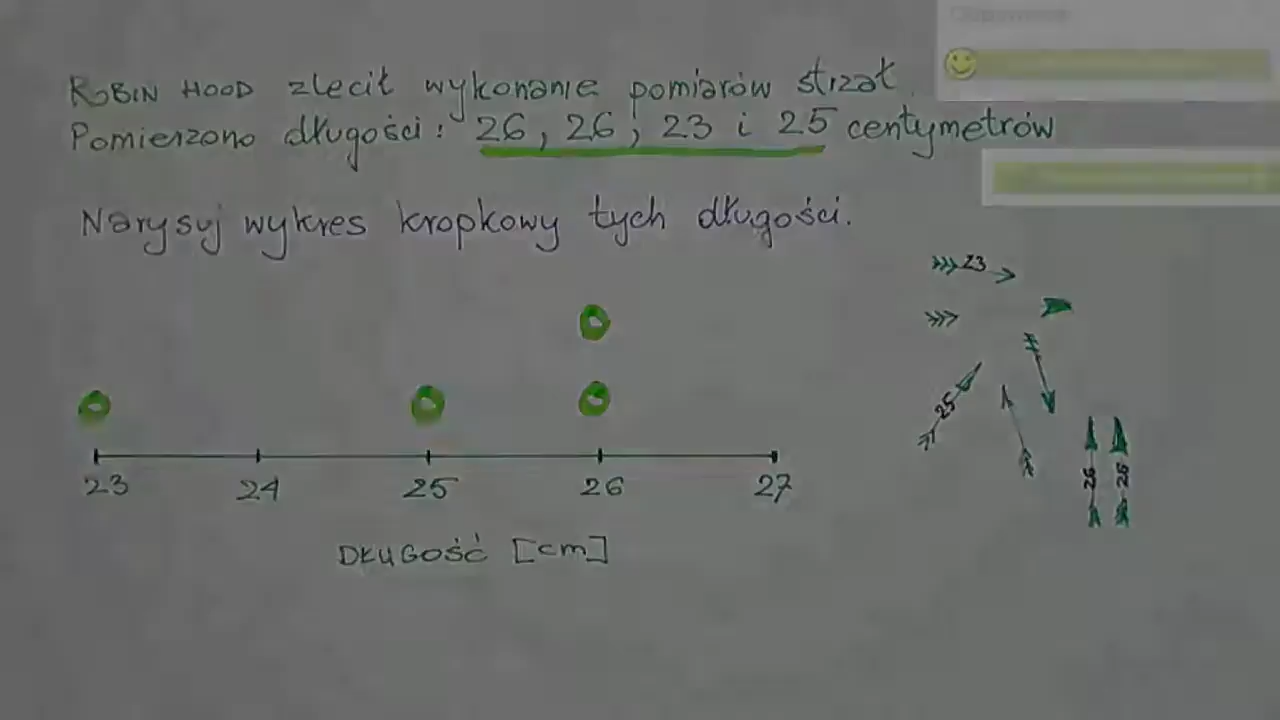 ROBIN HOOD zlecił wykonanie pomiarów strzał.
Pomierzono długości: 26, 26, 23 i 25 centymetrów
Narysuj wykres kropkowy tych długości.
23
25
26 26
23 24 25 26 27
DŁUGOŚĆ [cm]